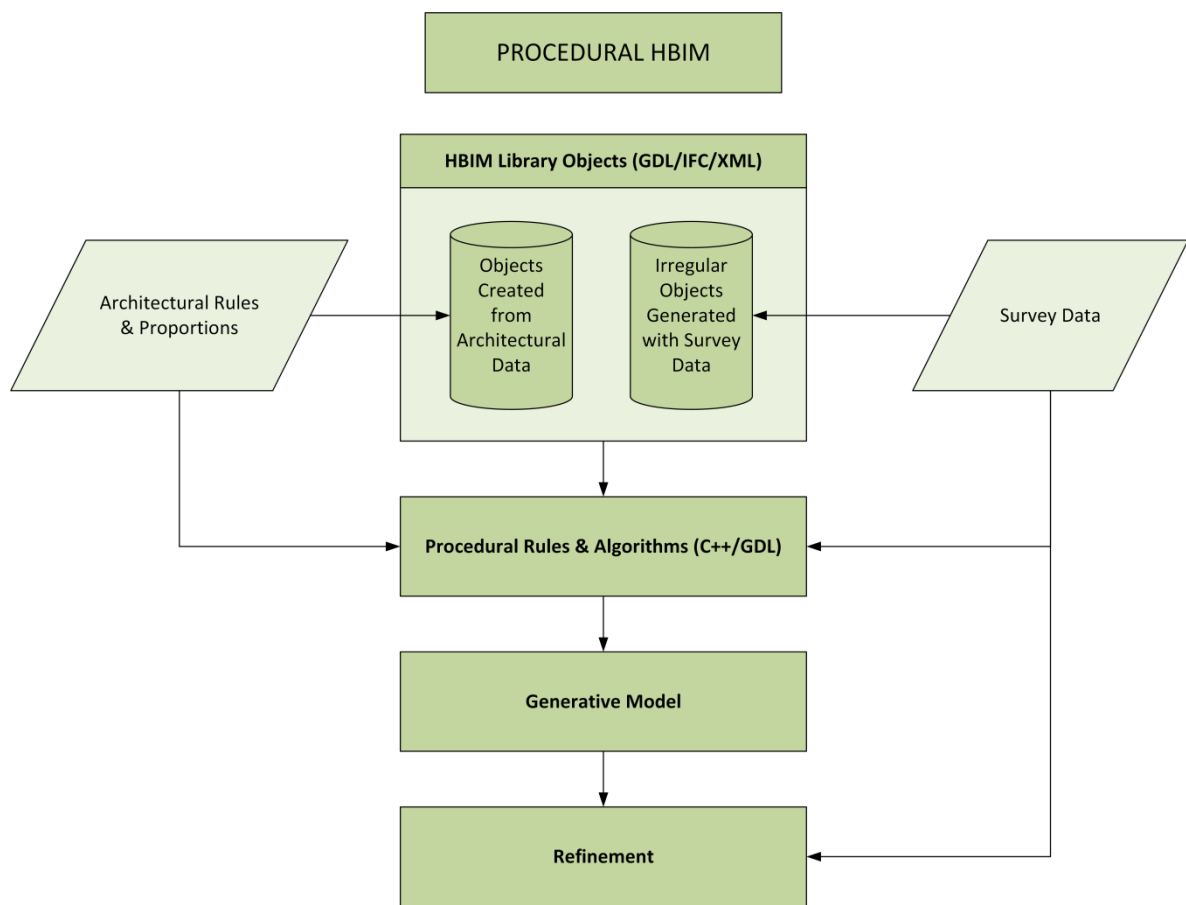 PROCEDURAL HBIM
HBIM Library Objects (GDL/IFC/XML)
Architectural Rules
& Proportions
Objects
Created
from
Architectural
Data
Irregular
Objects
Generated
with Survey
Data
Survey Data
Procedural Rules & Algorithms (C++/GDL)
Generative Model
Refinement